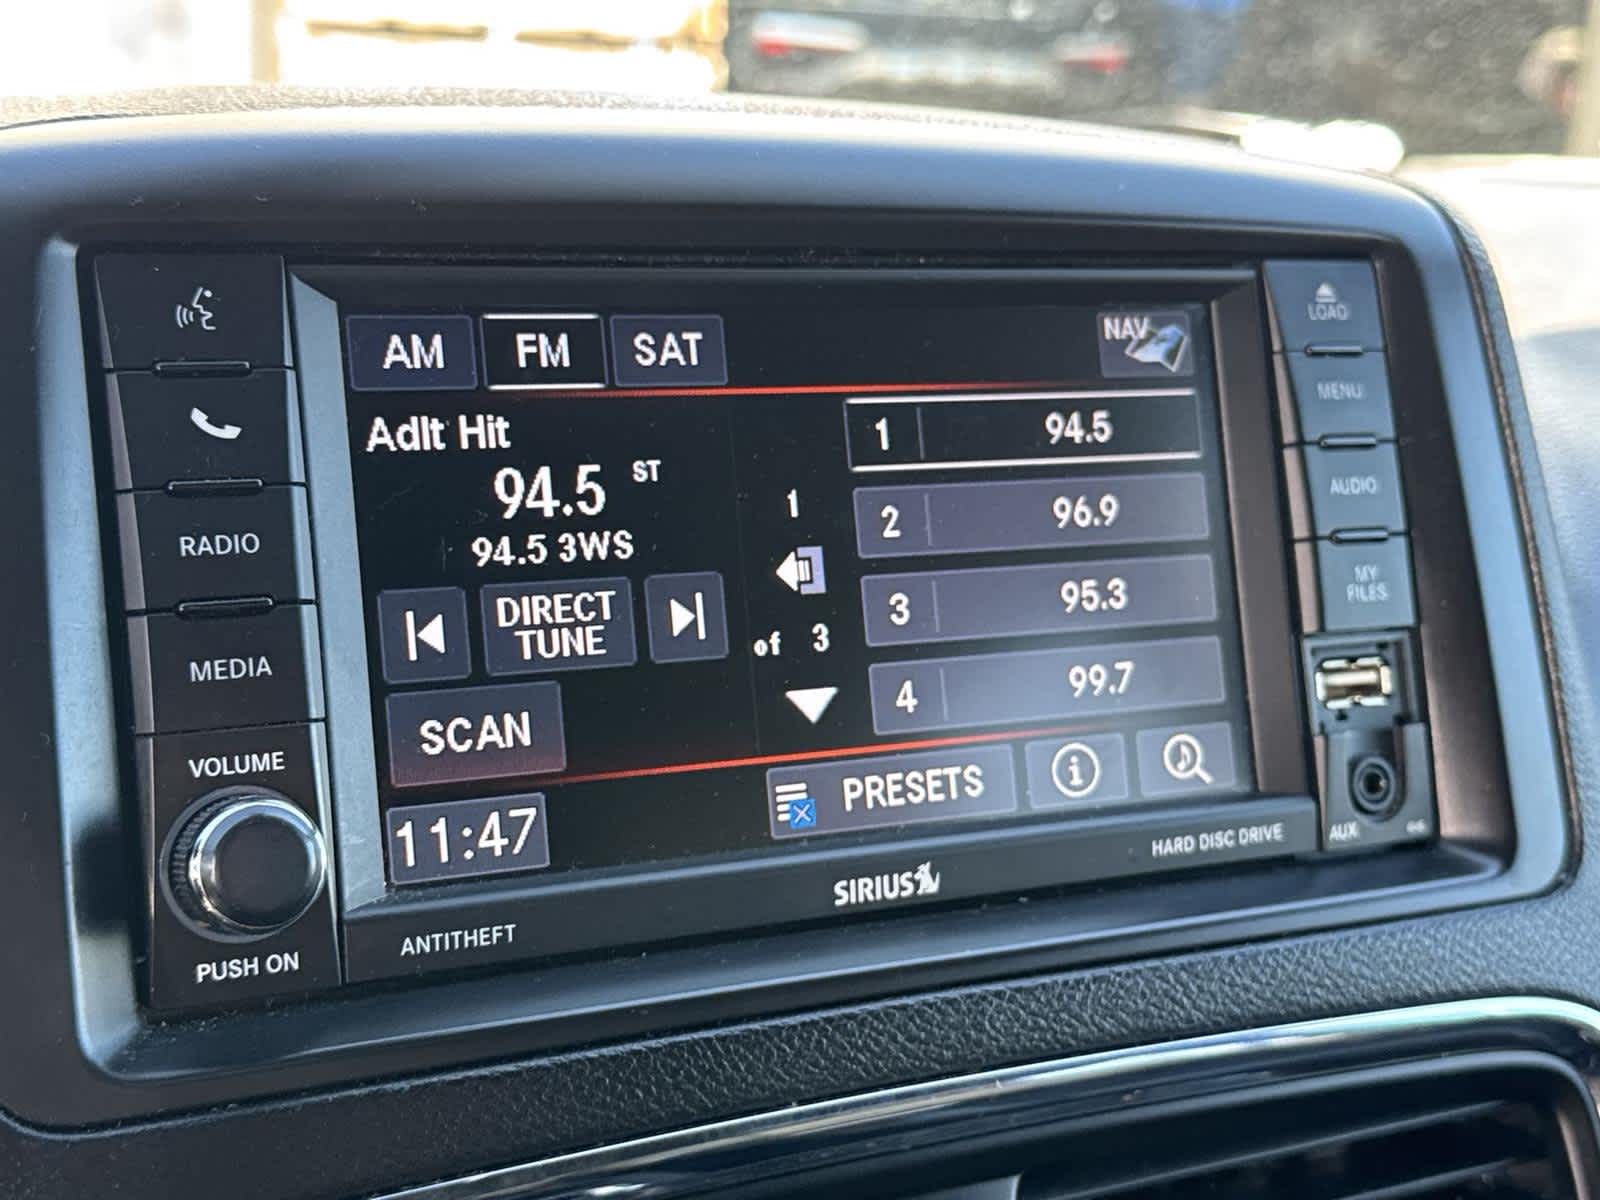 AM FM SAT NAV
LOAD
MENU
AUDIO
MY
FILES
AUX
RADIO
MEDIA
VOLUME
PUSH ON
Adlt Hit
94.5 ST
94.5 3WS
DIRECT
TUNE
SCAN
11:47
1
of 3
1 94.5
2 96.9
3 95.3
4 99.7
PRESETS
i
HARD DISC DRIVE
SIRIUS
ANTITHEFT